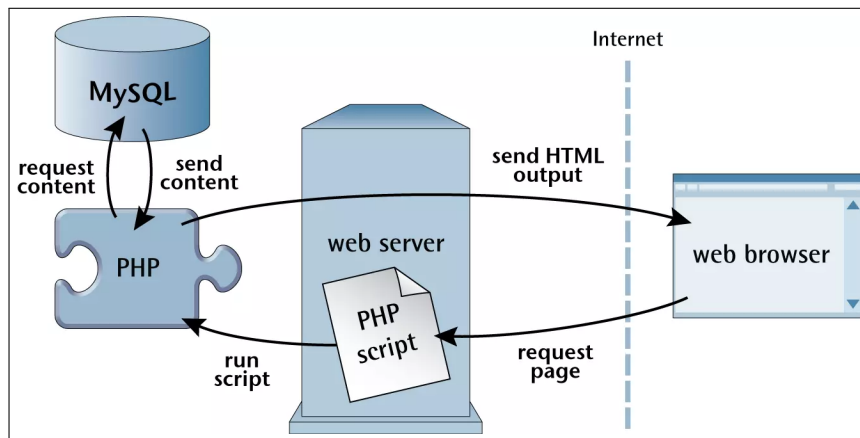 Internet
MySQL
request
content
send
content
send HTML
output
PHP
web server
web browser
PHP
script
run
script
request
page